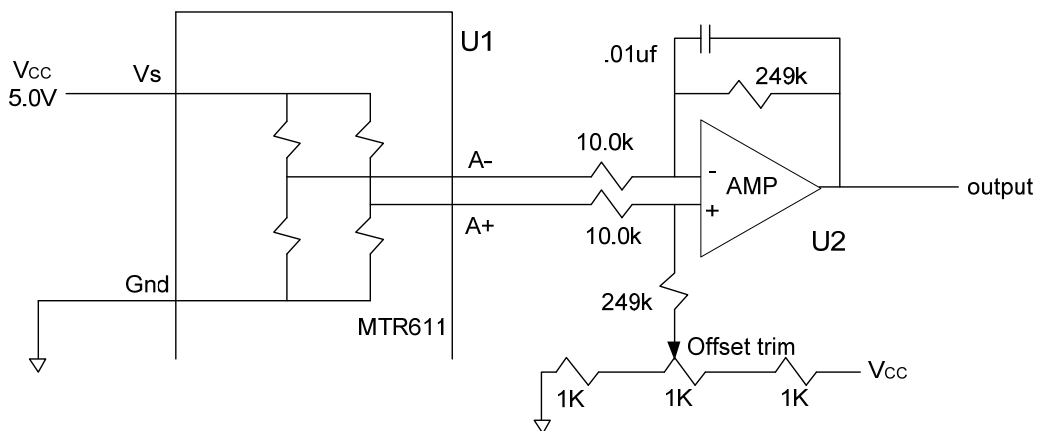 U1
.01uf
VCC
5.0V
Vs
249k
10.0k
A-
-
AMP
output
+
A+
10.0k
U2
Gnd
249k
MTR611
Offset trim
VCC
1K
1K
1K